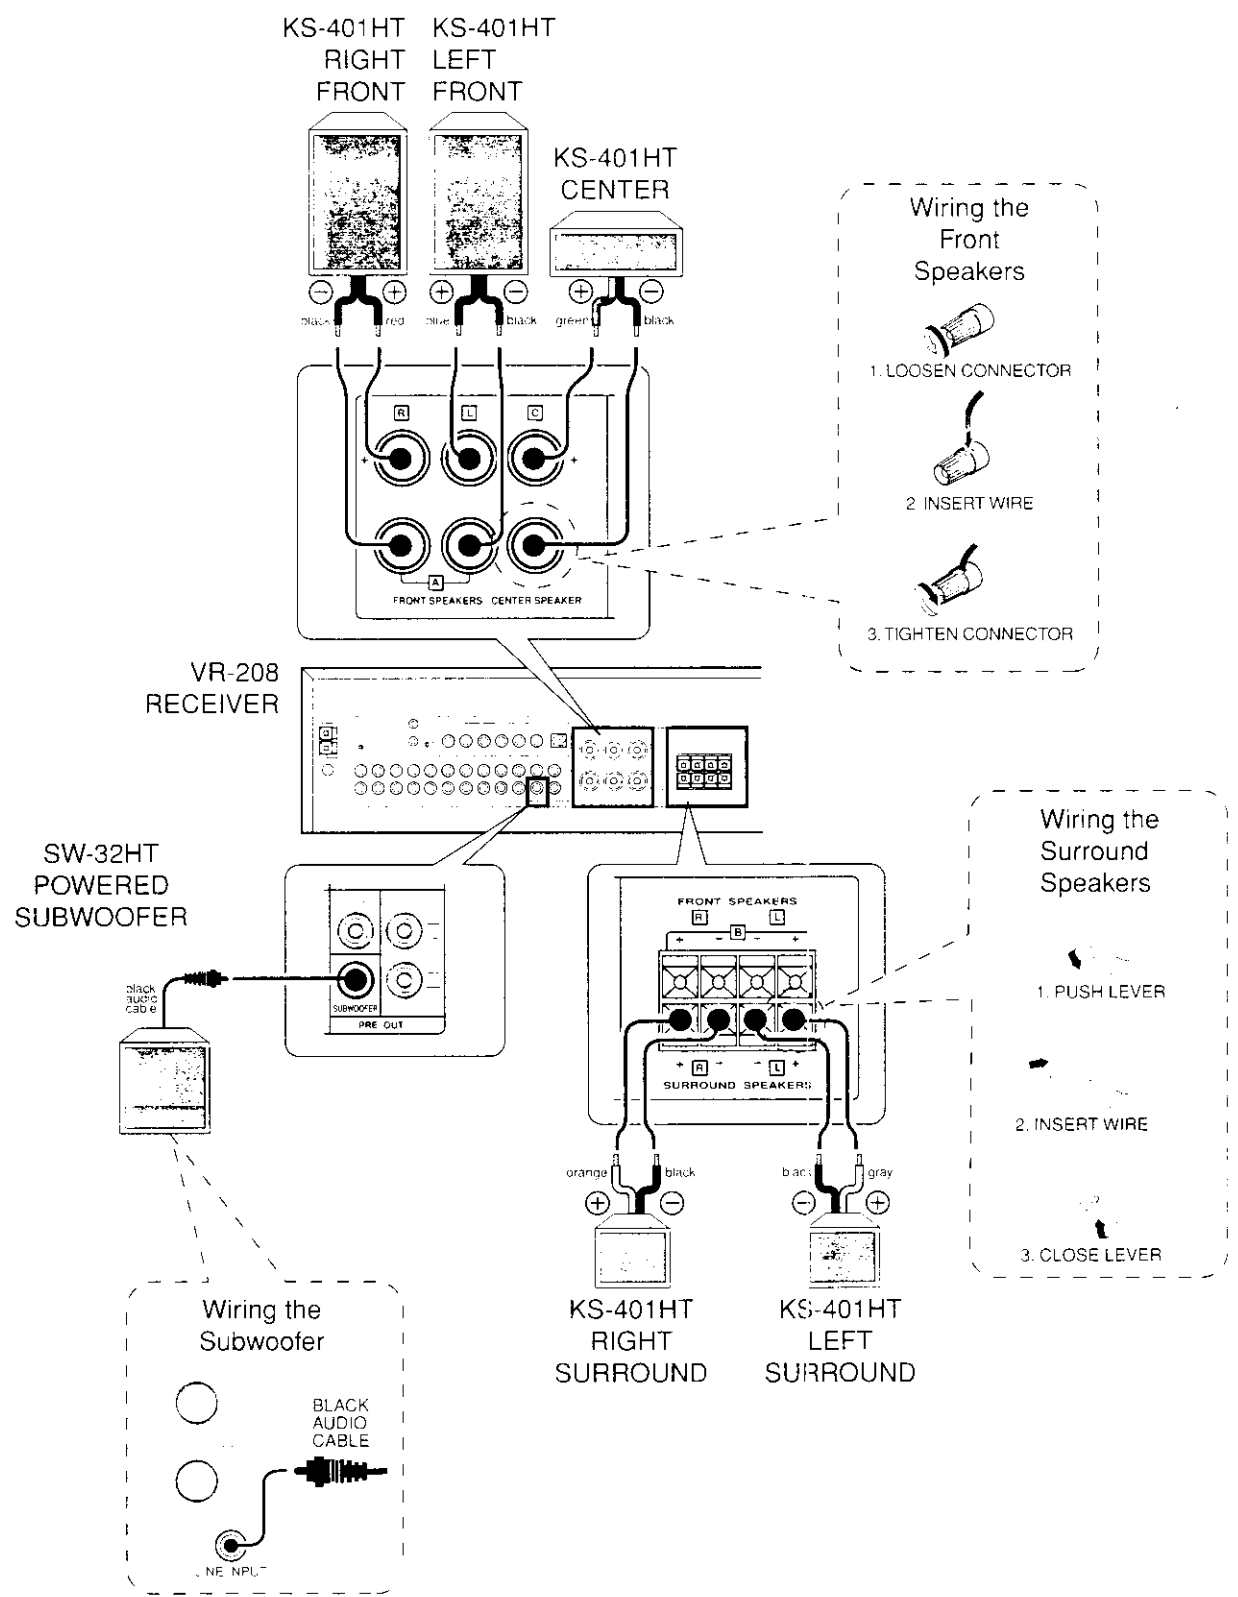 KS-401HT
RIGHT
FRONT
KS-401HT
LEFT
FRONT
KS-401HT
CENTER
black
red
blue
black
green
black
R
L
C
+
+
A
FRONT SPEAKERS
CENTER SPEAKER
Wiring the
Front
Speakers
1. LOOSEN CONNECTOR
2 INSERT WIRE
3. TIGHTEN CONNECTOR
VR-208
RECEIVER
SW-32HT
POWERED
SUBWOOFER
black
audio
cable
SUBWOOFER
PRE OUT
FRONT SPEAKERS
R
L
B
+ - - +
+ R - - L +
SURROUND SPEAKERS
orange
black
black
gray
KS-401HT
RIGHT
SURROUND
KS-401HT
LEFT
SURROUND
Wiring the
Surround
Speakers
1. PUSH LEVER
2. INSERT WIRE
3. CLOSE LEVER
Wiring the
Subwoofer
BLACK
AUDIO
CABLE